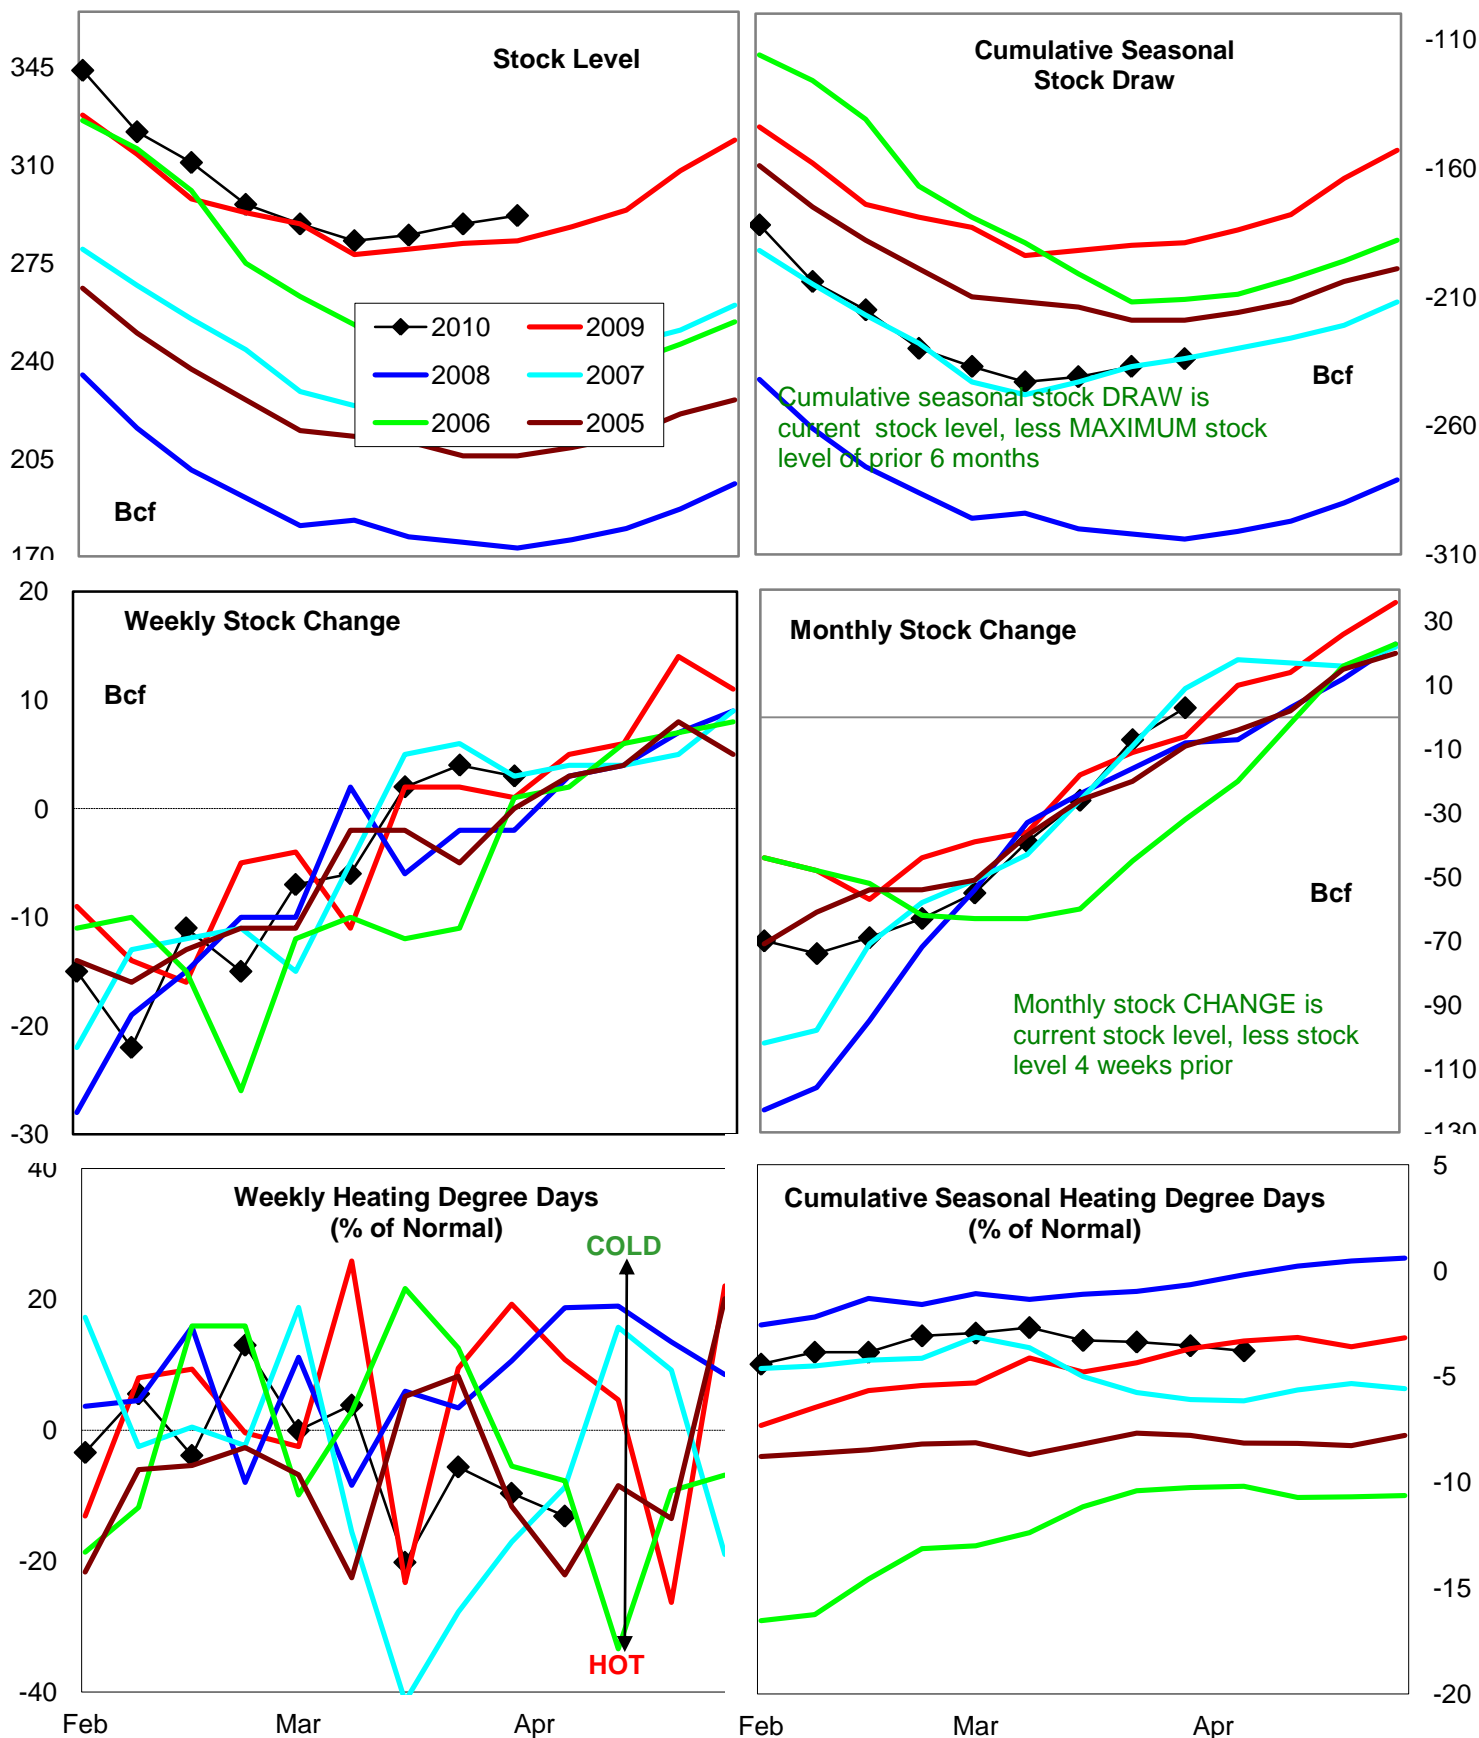 Stock Level
345
310
275
240
205
170
Bcf
2010
2009
2008
2007
2006
2005
Cumulative Seasonal
Stock Draw
-110
-160
-210
-260
-310
Bcf
Cumulative seasonal stock DRAW is
current stock level, less MAXIMUM stock
level of prior 6 months
Weekly Stock Change
Bcf
20
10
0
-10
-20
-30
Monthly Stock Change
30
10
-10
-30
-50
-70
-90
-110
-130
Bcf
Monthly stock CHANGE is
current stock level, less stock
level 4 weeks prior
Weekly Heating Degree Days
(% of Normal)
COLD
HOT
40
20
0
-20
-40
Feb
Mar
Apr
Cumulative Seasonal Heating Degree Days
(% of Normal)
5
0
-5
-10
-15
-20
Feb
Mar
Apr